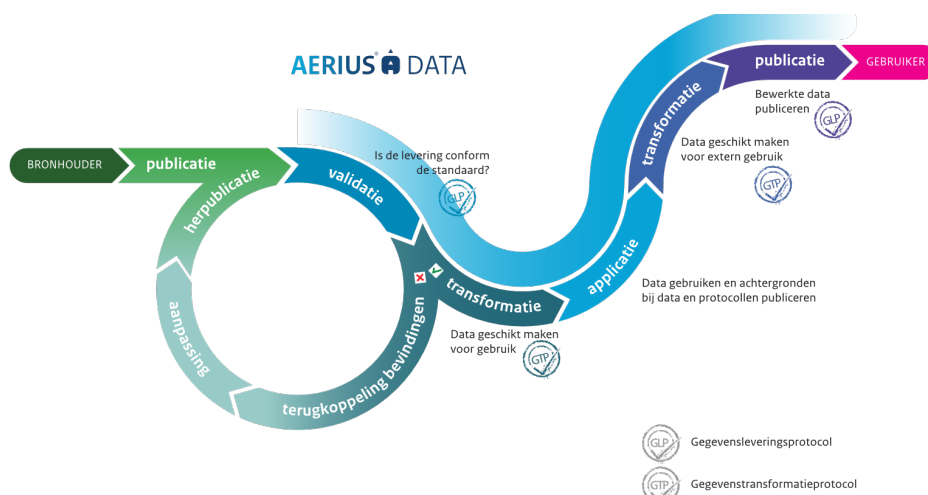 AERIUS® DATA
BRONHOUDER
publicatie
herpublicatie
validatie
Is de levering conform
de standaard?
GLP
transformatie
Data geschikt maken
voor gebruik
GTP
terugkoppeling bevindingen
aanpassing
applicatie
Data gebruiken en achtergronden
bij data en protocollen publiceren
transformatie
Data geschikt maken
voor extern gebruik
GTP
publicatie
GEBRUIKER
Bewerkte data
publiceren
GLP
GLP
Gegevensleveringsprotocol
GTP
Gegevenstransformatieprotocol